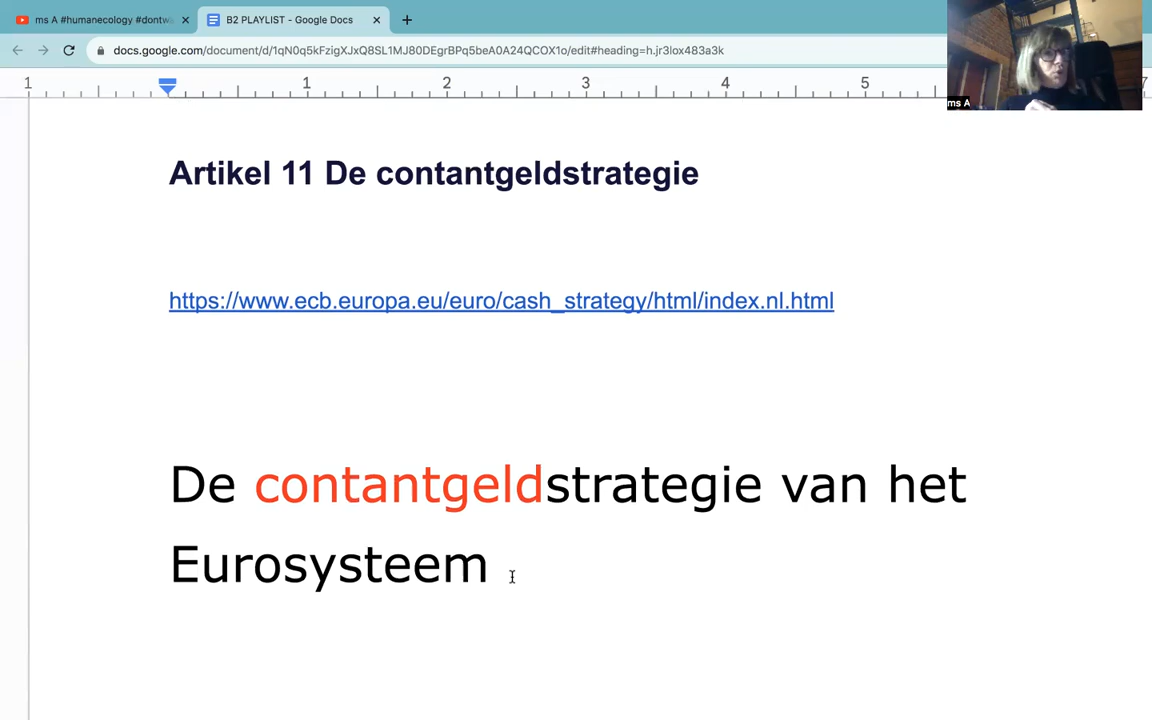 ms A #humanecology #dontwa
B2 PLAYLIST - Google Docs
docs.google.com/document/d/1qN0q5kFzigXJxQ8SL1MJ80DEgrBPq5beA0A24QCOX1o/edit#heading=h.jr3lox483a3k
1 1 2 3 4 5 7
ms A
Artikel 11 De contantgeldstrategie
https://www.ecb.europa.eu/euro/cash_strategy/html/index.nl.html
De contantgeldstrategie van het
Eurosysteem